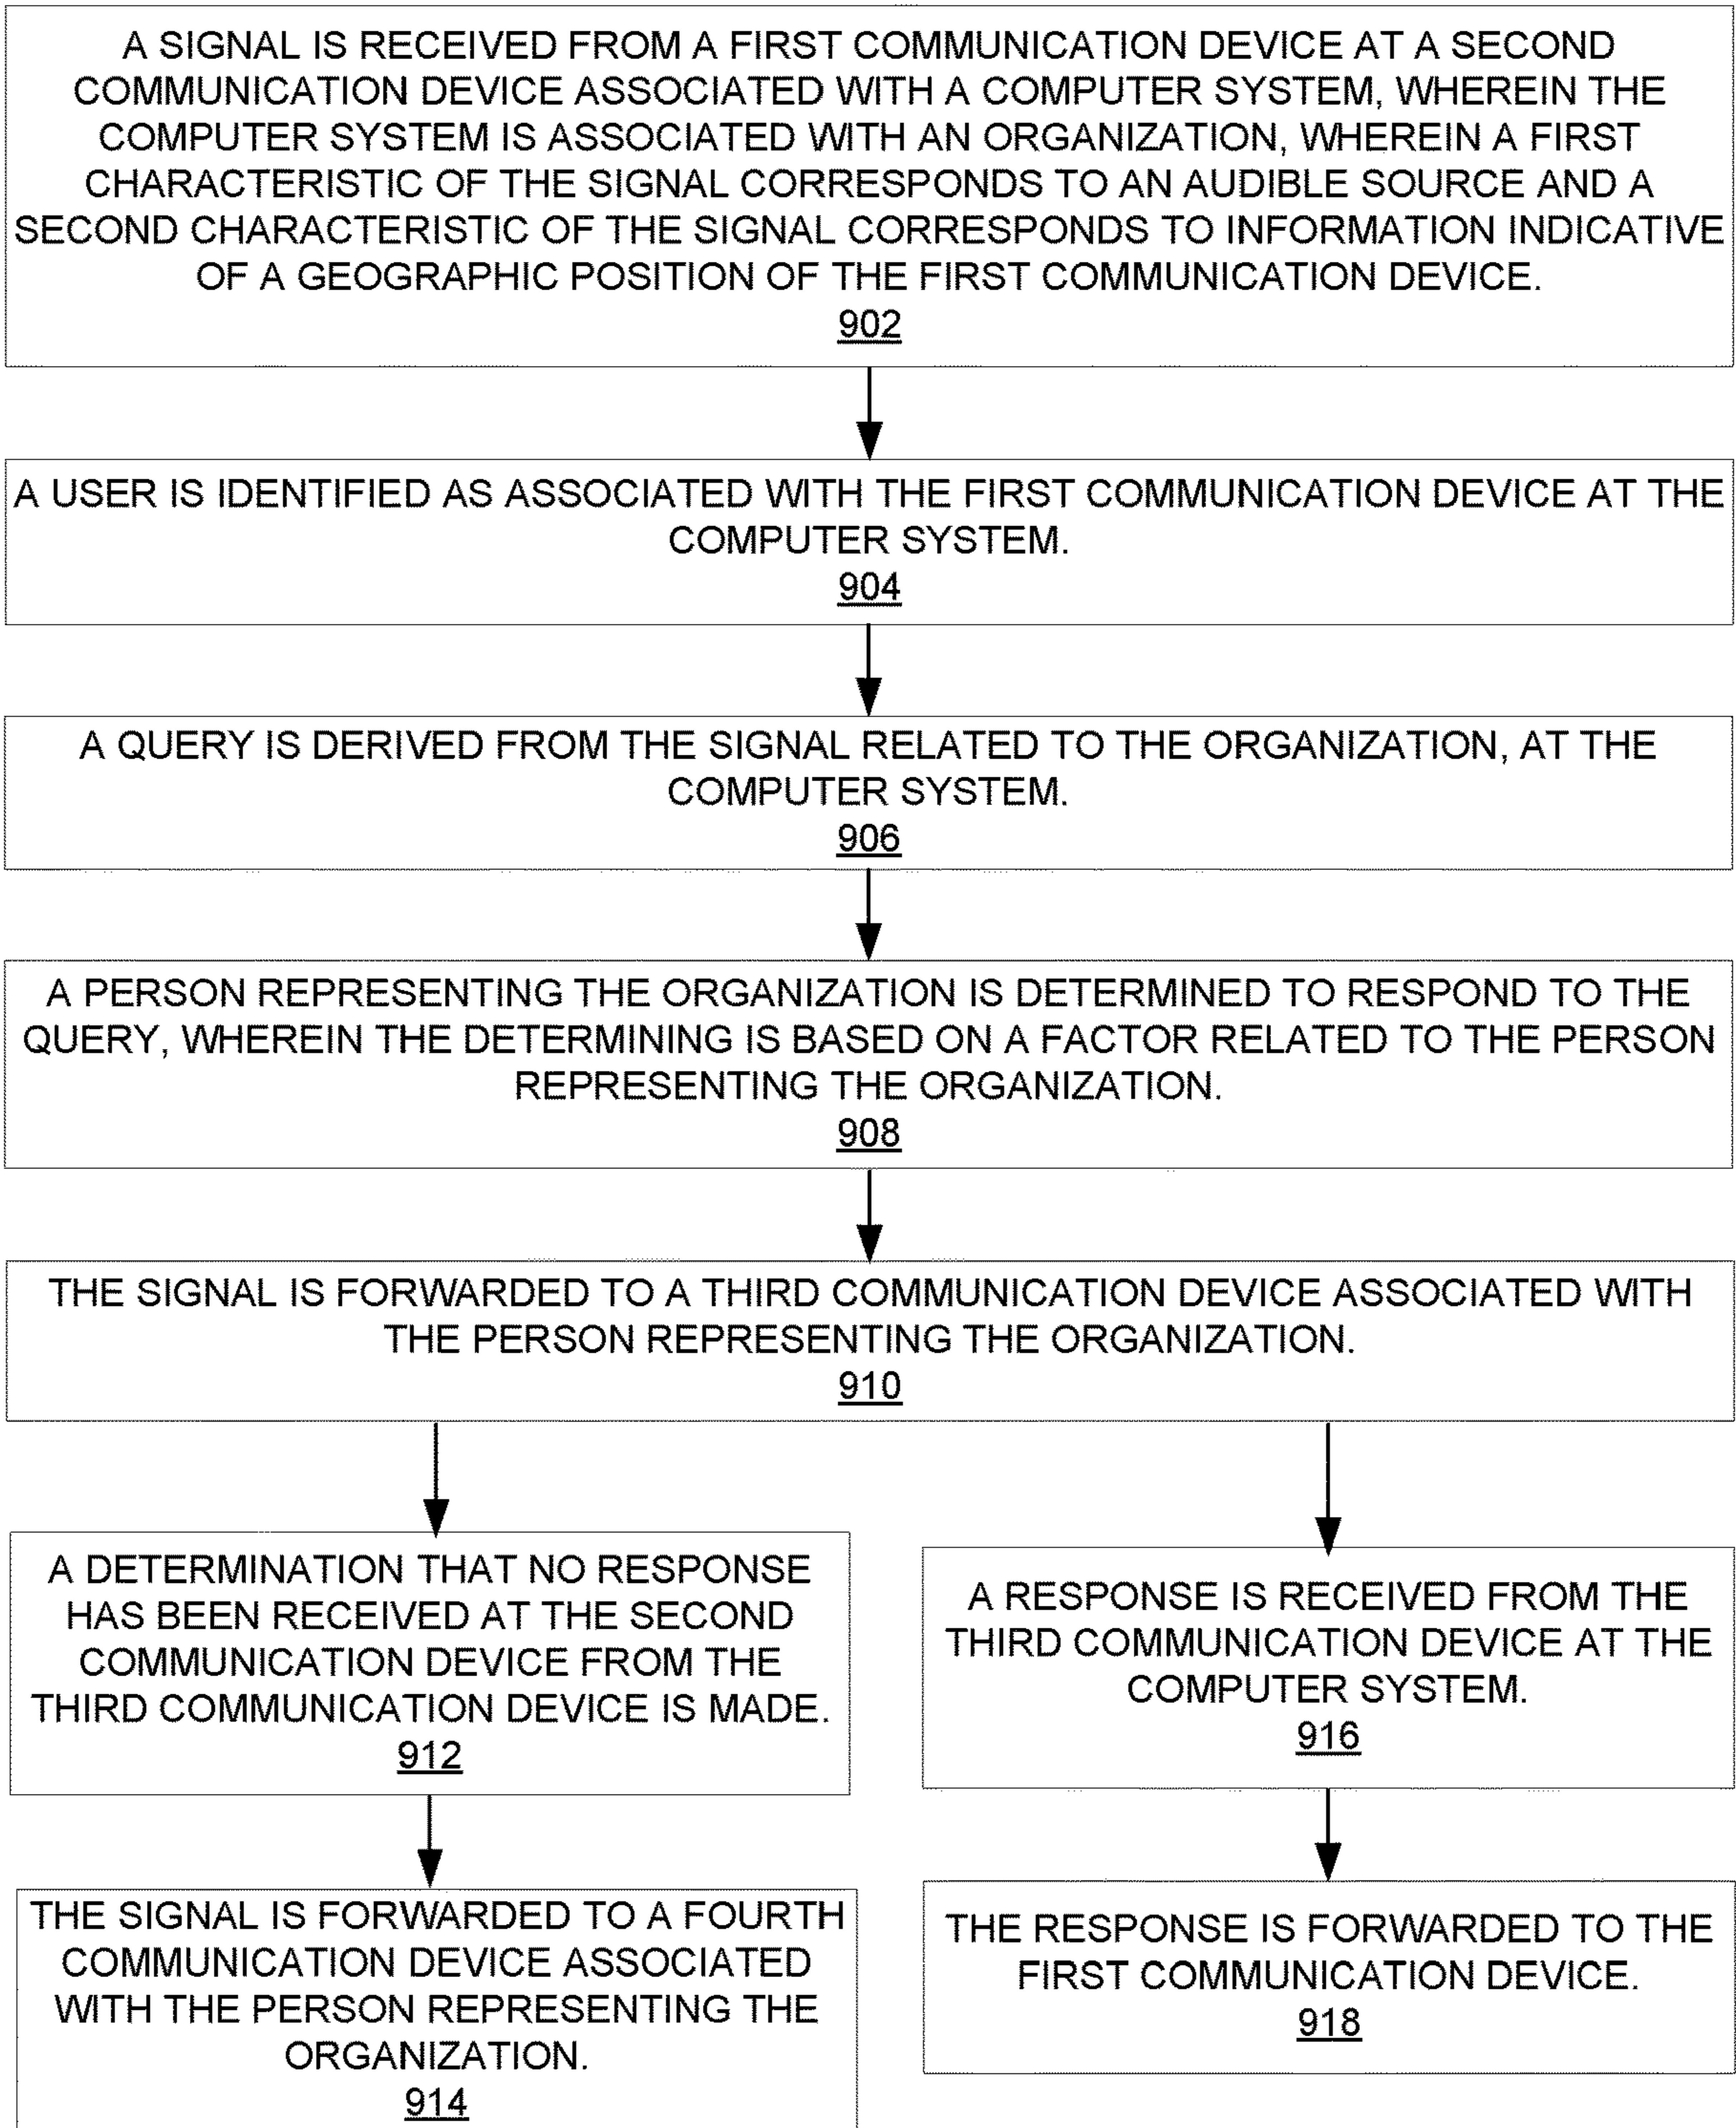 A SIGNAL IS RECEIVED FROM A FIRST COMMUNICATION DEVICE AT A SECOND
COMMUNICATION DEVICE ASSOCIATED WITH A COMPUTER SYSTEM, WHEREIN THE
COMPUTER SYSTEM IS ASSOCIATED WITH AN ORGANIZATION, WHEREIN A FIRST
CHARACTERISTIC OF THE SIGNAL CORRESPONDS TO AN AUDIBLE SOURCE AND A
SECOND CHARACTERISTIC OF THE SIGNAL CORRESPONDS TO INFORMATION INDICATIVE
OF A GEOGRAPHIC POSITION OF THE FIRST COMMUNICATION DEVICE.
902
A USER IS IDENTIFIED AS ASSOCIATED WITH THE FIRST COMMUNICATION DEVICE AT THE
COMPUTER SYSTEM.
904
A QUERY IS DERIVED FROM THE SIGNAL RELATED TO THE ORGANIZATION, AT THE
COMPUTER SYSTEM.
906
A PERSON REPRESENTING THE ORGANIZATION IS DETERMINED TO RESPOND TO THE
QUERY, WHEREIN THE DETERMINING IS BASED ON A FACTOR RELATED TO THE PERSON
REPRESENTING THE ORGANIZATION.
908
THE SIGNAL IS FORWARDED TO A THIRD COMMUNICATION DEVICE ASSOCIATED WITH
THE PERSON REPRESENTING THE ORGANIZATION.
910
A DETERMINATION THAT NO RESPONSE
HAS BEEN RECEIVED AT THE SECOND
COMMUNICATION DEVICE FROM THE
THIRD COMMUNICATION DEVICE IS MADE.
912
THE SIGNAL IS FORWARDED TO A FOURTH
COMMUNICATION DEVICE ASSOCIATED
WITH THE PERSON REPRESENTING THE
ORGANIZATION.
914
A RESPONSE IS RECEIVED FROM THE
THIRD COMMUNICATION DEVICE AT THE
COMPUTER SYSTEM.
916
THE RESPONSE IS FORWARDED TO THE
FIRST COMMUNICATION DEVICE.
918